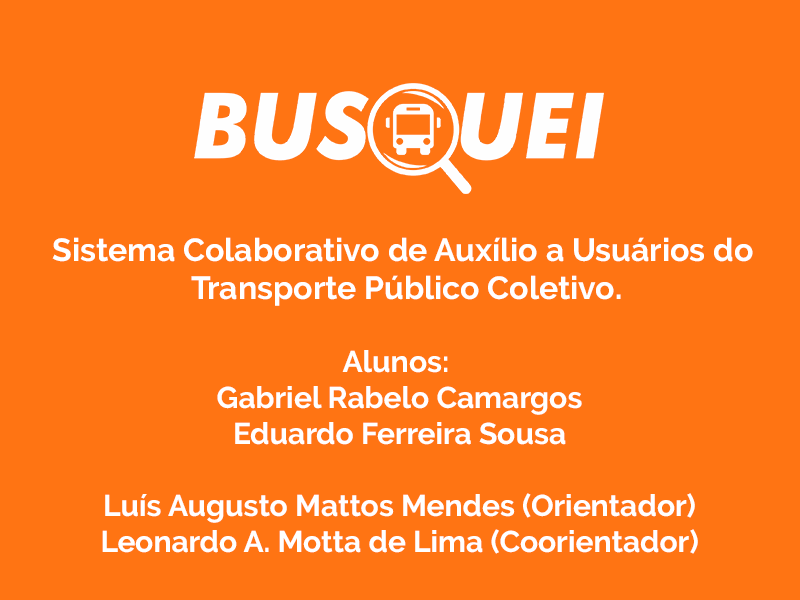 BUSQUEI
Sistema Colaborativo de Auxílio a Usuários do
Transporte Público Coletivo.
Alunos:
Gabriel Rabelo Camargos
Eduardo Ferreira Sousa
Luís Augusto Mattos Mendes (Orientador)
Leonardo A. Motta de Lima (Coorientador)